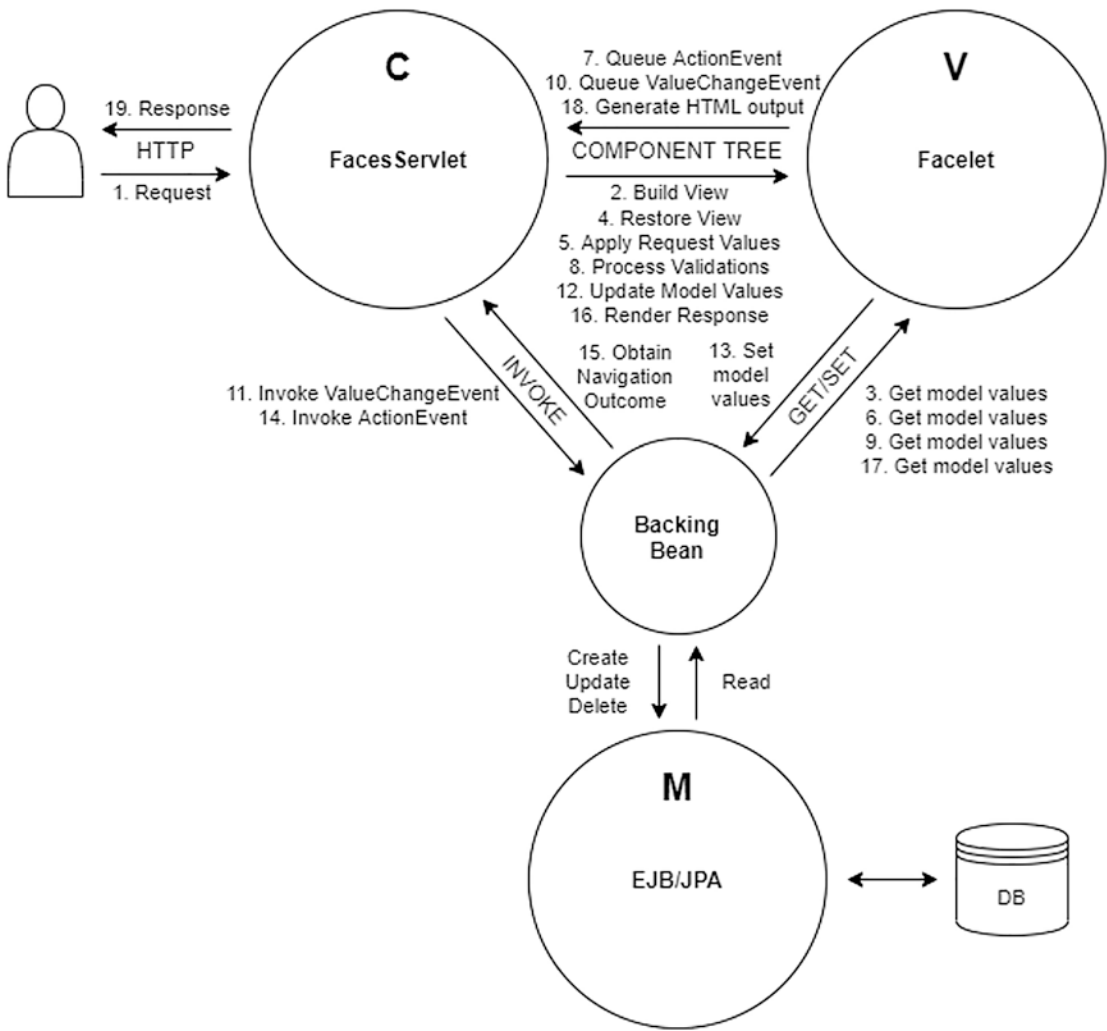 C
V
7. Queue ActionEvent
10. Queue ValueChangeEvent
18. Generate HTML output
19. Response
HTTP
1. Request
FacesServlet
COMPONENT TREE
Facelet
2. Build View
4. Restore View
5. Apply Request Values
8. Process Validations
12. Update Model Values
16. Render Response
11. Invoke ValueChangeEvent
14. Invoke ActionEvent
INVOKE
15. Obtain
Navigation
Outcome
13. Set
model
values
GET/SET
3. Get model values
6. Get model values
9. Get model values
17. Get model values
Backing
Bean
Create
Update
Delete
Read
M
EJB/JPA
DB